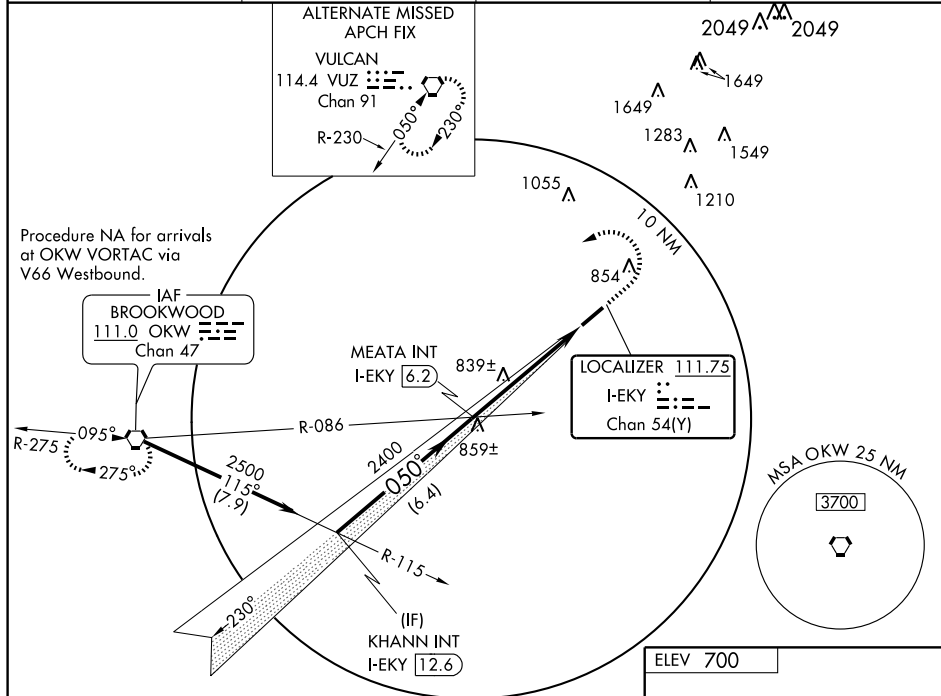 ALTERNATE MISSED
APCH FIX
VULCAN
114.4 VUZ
Chan 91
R-230
050°
230°
2049
2049
1649
1649
1283
1549
1210
1055
10 NM
854
Procedure NA for arrivals
at OKW VORTAC via
V66 Westbound.
IAF
BROOKWOOD
111.0 OKW
Chan 47
MEATA INT
I-EKY 6.2
839±
LOCALIZER 111.75
I-EKY
Chan 54(Y)
R-275
095°
275°
R-086
859±
2500
115°
(7.9)
2400
050°
(6.4)
R-115
230°
(IF)
KHANN INT
I-EKY 12.6
MSA OKW 25 NM
3700
ELEV 700